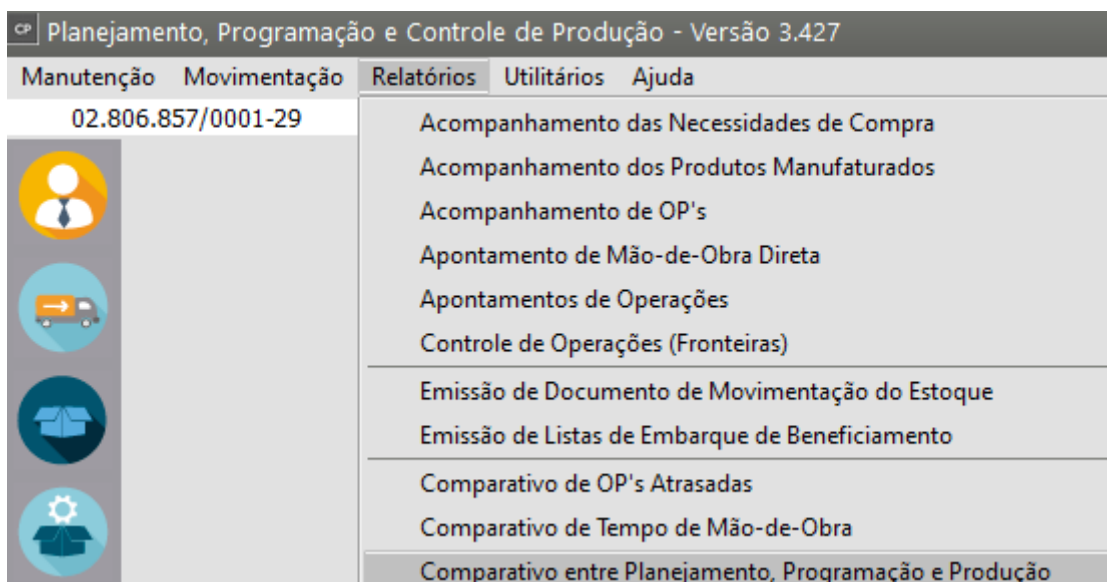 CP Planejamento, Programação e Controle de Produção - Versão 3.427
Manutenção Movimentação Relatórios Utilitários Ajuda
02.806.857/0001-29
Acompanhamento das Necessidades de Compra
Acompanhamento dos Produtos Manufaturados
Acompanhamento de OP's
Apontamento de Mão-de-Obra Direta
Apontamentos de Operações
Controle de Operações (Fronteiras)
Emissão de Documento de Movimentação do Estoque
Emissão de Listas de Embarque de Beneficiamento
Comparativo de OP's Atrasadas
Comparativo de Tempo de Mão-de-Obra
Comparativo entre Planejamento, Programação e Produção